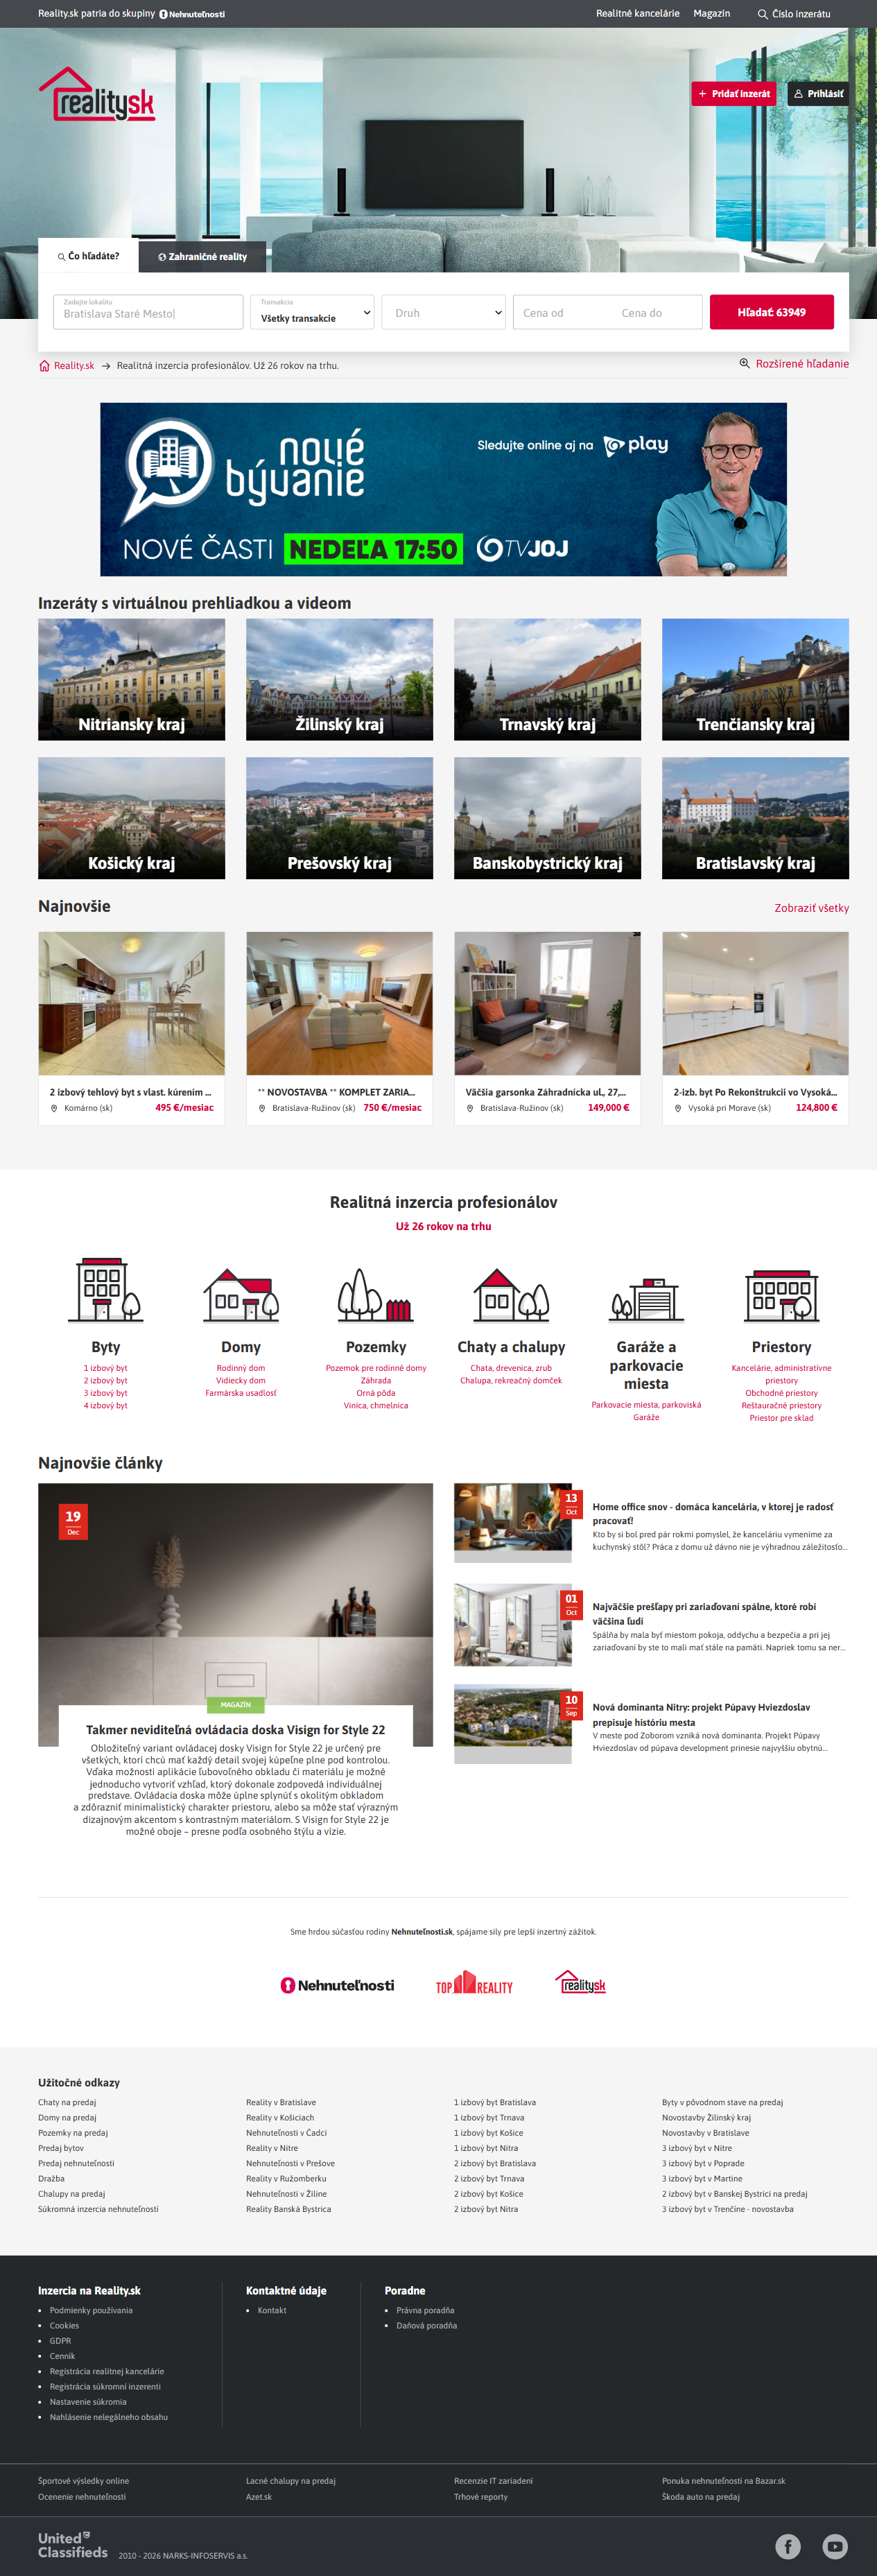 Reality.sk patria do skupiny Nehnuteľnosti
Realitné kancelárie Magazín Číslo inzerátu
realitysk
Pridať inzerát Prihlásiť
Čo hľadáte? Zahraničné reality
Zadajte lokalitu
Bratislava Staré Mesto
Transakcia
Všetky transakcie
Druh
Cena od Cena do
Hľadať: 63949
Reality.sk → Realitná inzercia profesionálov. Už 26 rokov na trhu.
Rozšírené hľadanie
nové
bývanie
Sledujte online aj na play
NOVÉ ČASTI NEDEĽA 17:50 TV JOJ
Inzeráty s virtuálnou prehliadkou a videom
Nitriansky kraj
Žilinský kraj
Trnavský kraj
Trenčiansky kraj
Košický kraj
Prešovský kraj
Banskobystrický kraj
Bratislavský kraj
Najnovšie
Zobraziť všetky
2 izbový tehlový byt s vlast. kúrením ...
Komárno (sk) 495 €/mesiac
** NOVOSTAVBA ** KOMPLET ZARIA...
Bratislava-Ružinov (sk) 750 €/mesiac
Väčšia garsonka Záhradnícka ul., 27,...
Bratislava-Ružinov (sk) 149,000 €
2-izb. byt Po Rekonštrukcii vo Vysoká...
Vysoká pri Morave (sk) 124,800 €
Realitná inzercia profesionálov
Už 26 rokov na trhu
Byty
1 izbový byt
2 izbový byt
3 izbový byt
4 izbový byt
Domy
Rodinný dom
Vidiecky dom
Farmárska usadlosť
Pozemky
Pozemok pre rodinné domy
Záhrada
Orná pôda
Vinica, chmelnica
Chaty a chalupy
Chata, drevenica, zrub
Chalupa, rekreačný domček
Garáže a
parkovacie
miesta
Parkovacie miesta, parkoviská
Garáže
Priestory
Kancelárie, administratívne
priestory
Obchodné priestory
Reštauračné priestory
Priestor pre sklad
Najnovšie články
19
Dec
MAGAZÍN
Takmer neviditeľná ovládacia doska Visign for Style 22
Obložiteľný variant ovládacej dosky Visign for Style 22 je určený pre
všetkých, ktorí chcú mať každý detail svojej kúpeľne plne pod kontrolou.
Vďaka možnosti aplikácie ľubovoľného obkladu či materiálu je možné
jednoducho vytvoriť vzhľad, ktorý dokonale zodpovedá individuálnej
predstave. Ovládacia doska môže úplne splynúť s okolitým obkladom
a zdôrazniť minimalistický charakter priestoru, alebo sa môže stať výrazným
dizajnovým akcentom s kontrastným materiálom. S Visign for Style 22 je
možné oboje – presne podľa osobného štýlu a vízie.
13
Oct
Home office snov - domáca kancelária, v ktorej je radosť
pracovať!
Kto by si bol pred pár rokmi pomyslel, že kanceláriu vymeníme za
kuchynský stôl? Práca z domu už dávno nie je výhradnou záležitosťo...
01
Oct
Najväčšie prešľapy pri zariaďovaní spálne, ktoré robí
väčšina ľudí
Spálňa by mala byť miestom pokoja, oddychu a bezpečia a pri jej
zariaďovaní by ste to mali mať stále na pamäti. Napriek tomu sa ner...
10
Sep
Nová dominanta Nitry: projekt Púpavy Hviezdoslav
prepisuje históriu mesta
V meste pod Zoborom vzniká nová dominanta. Projekt Púpavy
Hviezdoslav od púpava development prinesie najvyššiu obytnú...
Sme hrdou súčasťou rodiny Nehnuteľnosti.sk, spájame sily pre lepší inzertný zážitok.
Nehnuteľnosti TOP REALITY realitysk
Užitočné odkazy
Chaty na predaj
Domy na predaj
Pozemky na predaj
Predaj bytov
Predaj nehnuteľností
Dražba
Chalupy na predaj
Súkromná inzercia nehnuteľností
Reality v Bratislave
Reality v Košiciach
Nehnuteľnosti v Čadci
Reality v Nitre
Nehnuteľnosti v Prešove
Reality v Ružomberku
Nehnuteľnosti v Žiline
Reality Banská Bystrica
1 izbový byt Bratislava
1 izbový byt Trnava
1 izbový byt Košice
1 izbový byt Nitra
2 izbový byt Bratislava
2 izbový byt Trnava
2 izbový byt Košice
2 izbový byt Nitra
Byty v pôvodnom stave na predaj
Novostavby Žilinský kraj
Novostavby v Bratislave
3 izbový byt v Nitre
3 izbový byt v Poprade
3 izbový byt v Martine
2 izbový byt v Banskej Bystrici na predaj
3 izbový byt v Trenčíne - novostavba
Inzercia na Reality.sk
Podmienky používania
Cookies
GDPR
Cenník
Registrácia realitnej kancelárie
Registrácia súkromní inzerenti
Nastavenie súkromia
Nahlásenie nelegálneho obsahu
Kontaktné údaje
Kontakt
Poradne
Právna poradňa
Daňová poradňa
Športové výsledky online
Ocenenie nehnuteľností
Lacné chalupy na predaj
Azet.sk
Recenzie IT zariadení
Trhové reporty
Ponuka nehnuteľností na Bazar.sk
Škoda auto na predaj
United
Classifieds
2010 - 2026 NARKS-INFOSERVIS a.s.